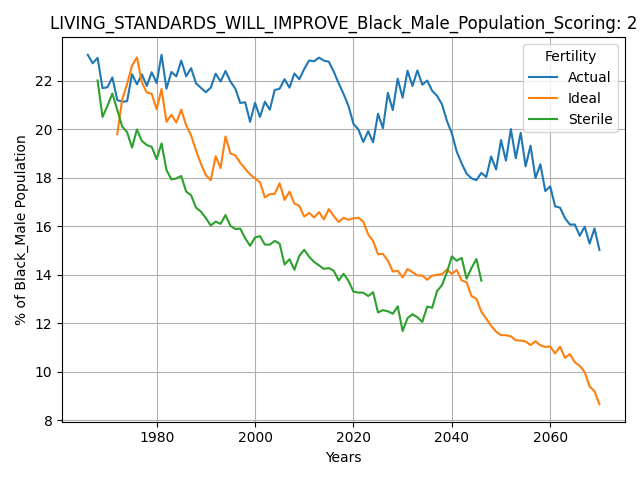 LIVING_STANDARDS_WILL_IMPROVE_Black_Male_Population_Scoring: 2
Fertility
Actual
Ideal
Sterile
% of Black_Male Population
22
20
18
16
14
12
10
8
1980
2000
2020
2040
2060
Years